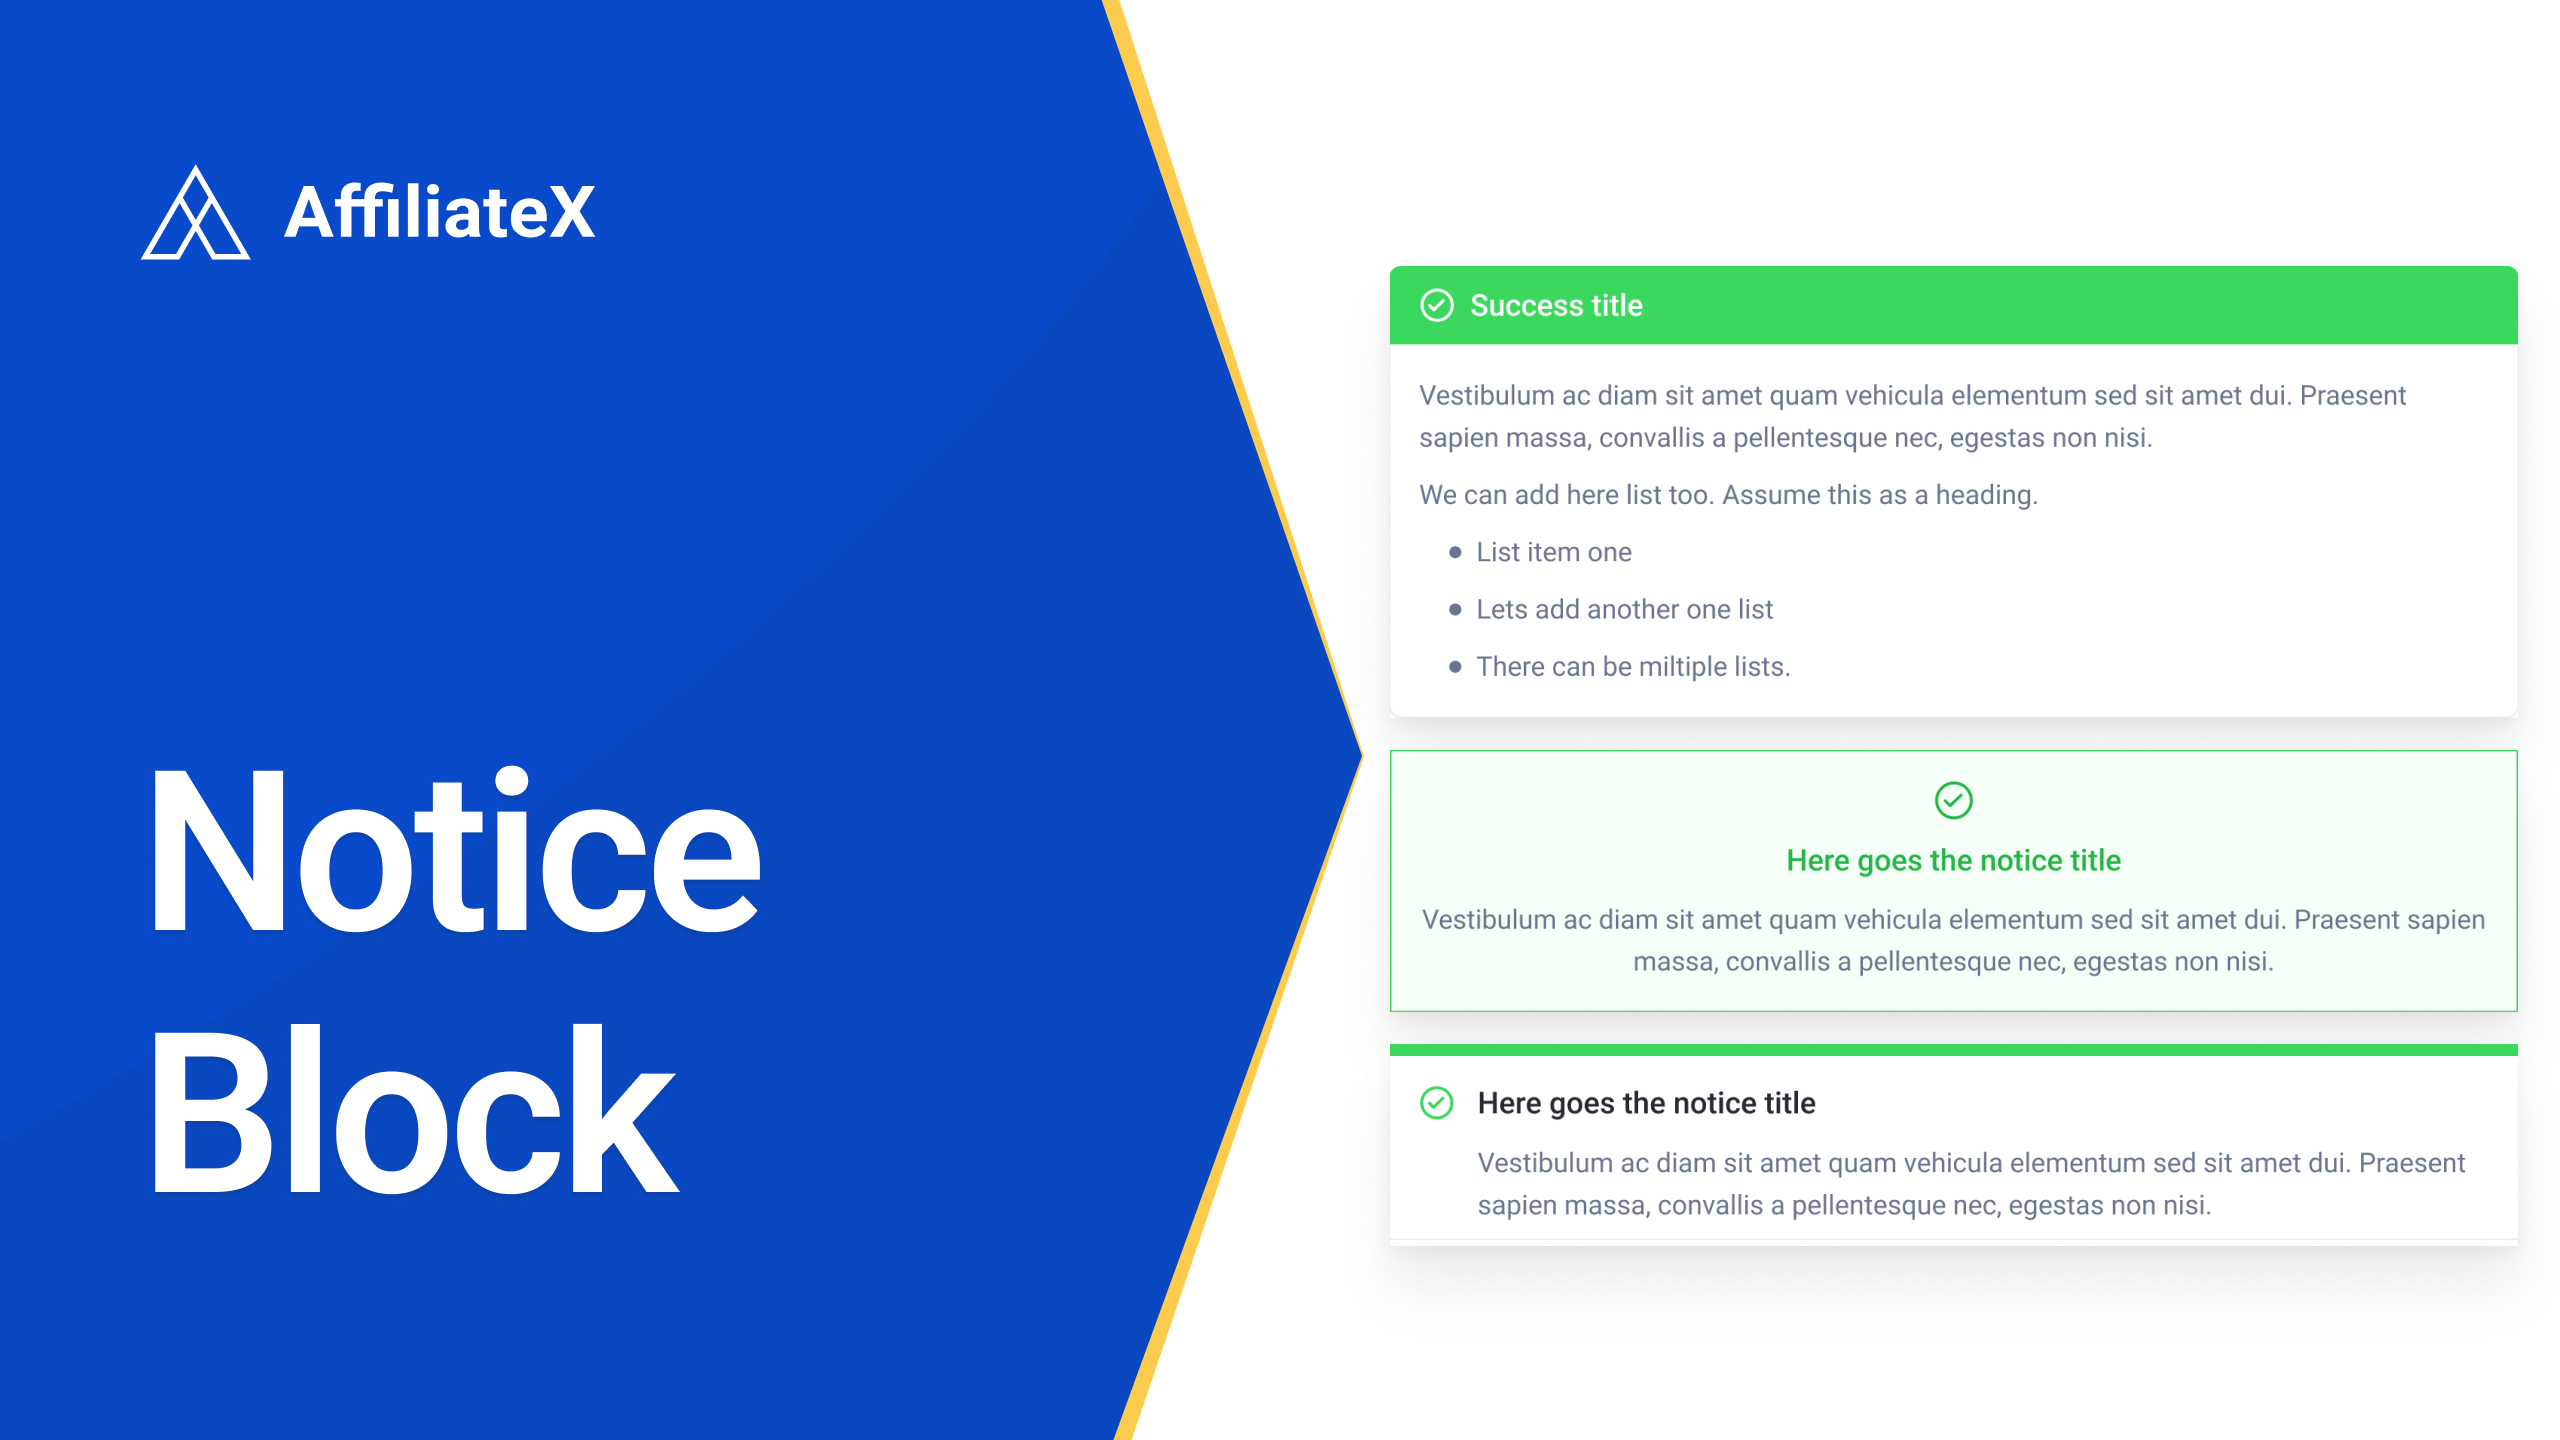 AffiliateX
Notice
Block
Success title
Vestibulum ac diam sit amet quam vehicula elementum sed sit amet dui. Praesent
sapien massa, convallis a pellentesque nec, egestas non nisi.
We can add here list too. Assume this as a heading.
List item one
Lets add another one list
There can be miltiple lists.
Here goes the notice title
Vestibulum ac diam sit amet quam vehicula elementum sed sit amet dui. Praesent sapien
massa, convallis a pellentesque nec, egestas non nisi.
Here goes the notice title
Vestibulum ac diam sit amet quam vehicula elementum sed sit amet dui. Praesent
sapien massa, convallis a pellentesque nec, egestas non nisi.